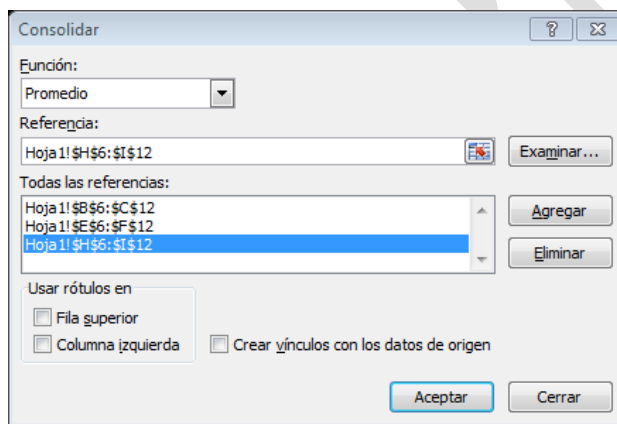 Consolidar
Función:
Promedio
Referencia:
Hoja1!$H$6:$I$12
Examinar...
Todas las referencias:
Hoja1!$B$6:$C$12
Hoja1!$E$6:$F$12
Hoja1!$H$6:$I$12
Agregar
Eliminar
Usar rótulos en
Fila superior
Columna izquierda
Crear vínculos con los datos de origen
Aceptar
Cerrar